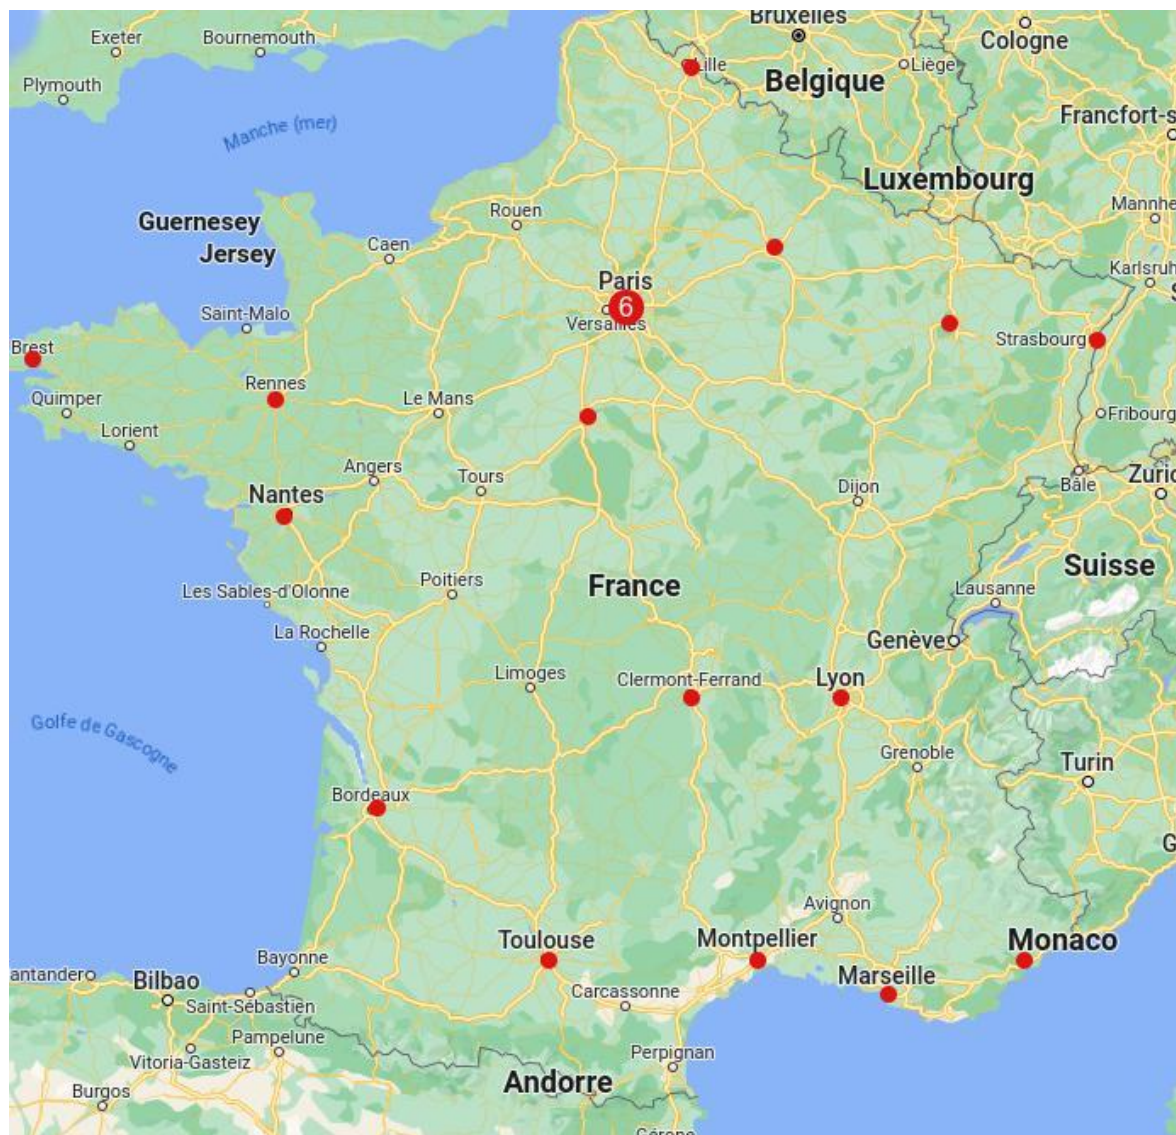 Bruxelles
Exeter
Bournemouth
Cologne
Lille
Liège
Belgique
Plymouth
Francfort-s
Manche (mer)
Luxembourg
Mannhe
Rouen
Guernesey
Caen
Jersey
Karlsruh
Paris
6
Saint-Malo
Versailles
Strasbourg
Brest
Rennes
Quimper
Le Mans
Fribourg
Lorient
Angers
Tours
Nantes
Dijon
Bâle
Zuric
Poitiers
France
Suisse
Les Sables-d'Olonne
Lausanne
La Rochelle
Genève
Limoges
Clermont-Ferrand
Lyon
Golfe de Gascogne
Grenoble
Turin
Bordeaux
G
Avignon
Toulouse
Montpellier
Monaco
Bayonne
antander
Bilbao
Marseille
Saint-Sébastien
Carcassonne
Pampelune
Vitoria-Gasteiz
Perpignan
Andorre
Burgos
Gérone